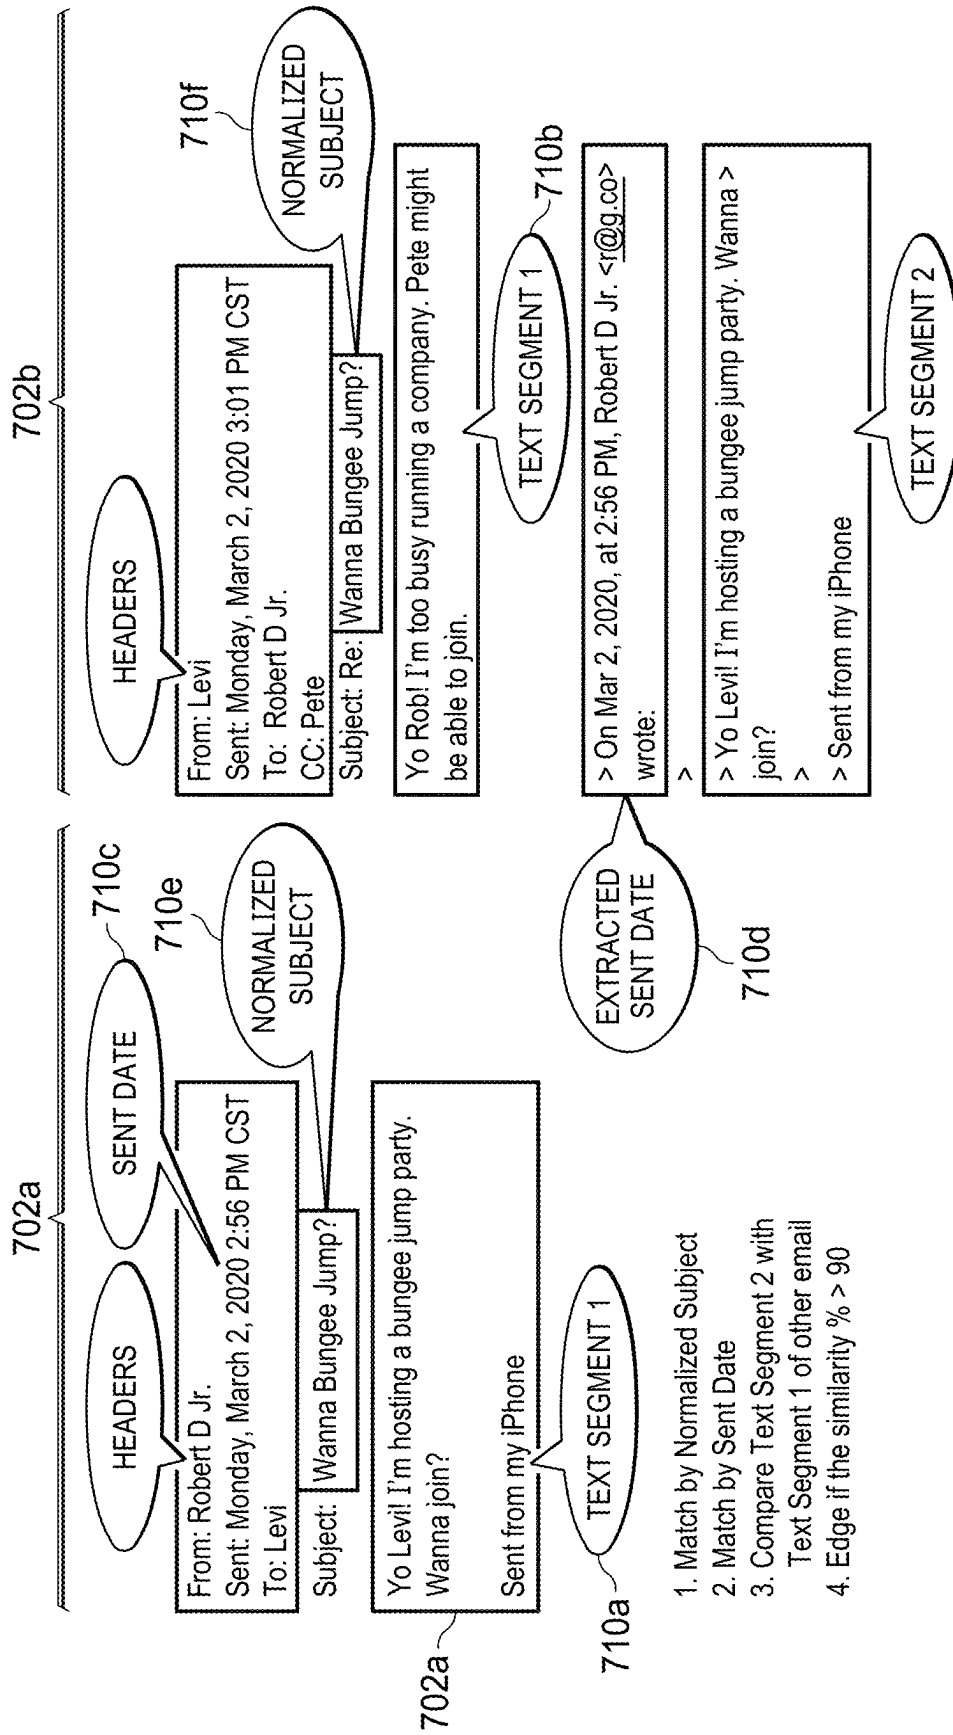 702a
HEADERS
SENT DATE
710c
From: Robert D Jr.
Sent: Monday, March 2, 2020 2:56 PM CST
To: Levi
Subject: Wanna Bungee Jump?
710e
NORMALIZED
SUBJECT
Yo Levi! I'm hosting a bungee jump party.
Wanna join?
Sent from my iPhone
702a
TEXT SEGMENT 1
710a
1. Match by Normalized Subject
2. Match by Sent Date
3. Compare Text Segment 2 with
Text Segment 1 of other email
4. Edge if the similarity % > 90
702b
HEADERS
From: Levi
Sent: Monday, March 2, 2020 3:01 PM CST
To: Robert D Jr.
CC: Pete
Subject: Re: Wanna Bungee Jump?
710f
NORMALIZED
SUBJECT
Yo Rob! I'm too busy running a company. Pete might
be able to join.
TEXT SEGMENT 1
710b
> On Mar 2, 2020, at 2:56 PM, Robert D Jr. <r@g.co>
wrote:
>
EXTRACTED
SENT DATE
710d
> Yo Levi! I'm hosting a bungee jump party. Wanna >
join?
>
> Sent from my iPhone
TEXT SEGMENT 2